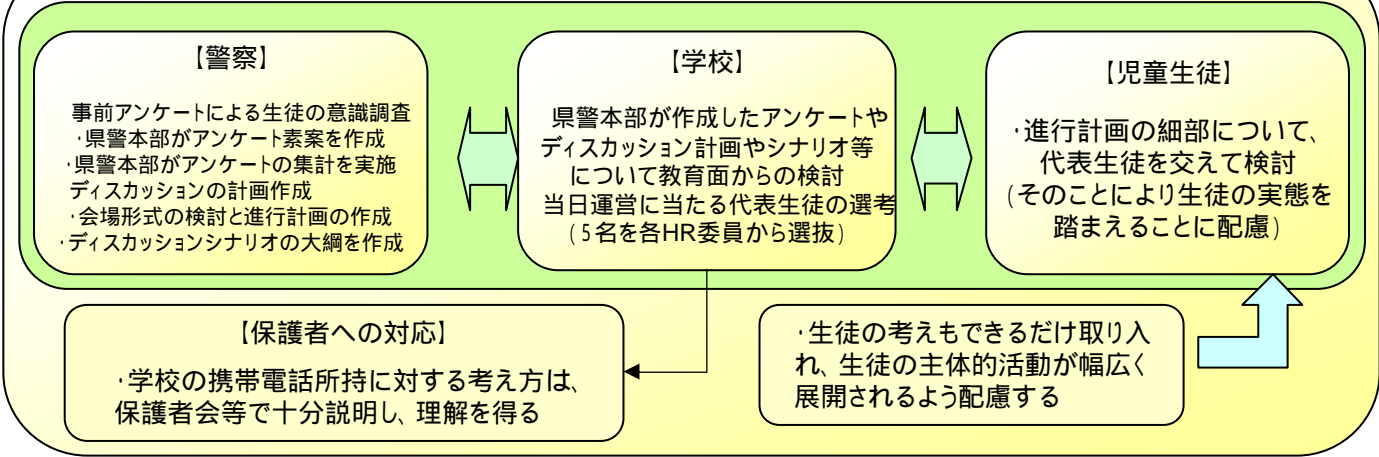 【警察】
事前アンケートによる生徒の意識調査
・県警本部がアンケート素案を作成
・県警本部がアンケートの集計を実施
ディスカッションの計画作成
・会場形式の検討と進行計画の作成
・ディスカッションシナリオの大綱を作成
【学校】
県警本部が作成したアンケートや
ディスカッション計画やシナリオ等
について教育面からの検討
当日運営に当たる代表生徒の選考
(5名を各HR委員から選抜)
【児童生徒】
・進行計画の細部について、
代表生徒を交えて検討
(そのことにより生徒の実態を
踏まえることに配慮)
【保護者への対応】
・学校の携帯電話所持に対する考え方は、
保護者会等で十分説明し、理解を得る
・生徒の考えもできるだけ取り入
れ、生徒の主体的活動が幅広く
展開されるよう配慮する